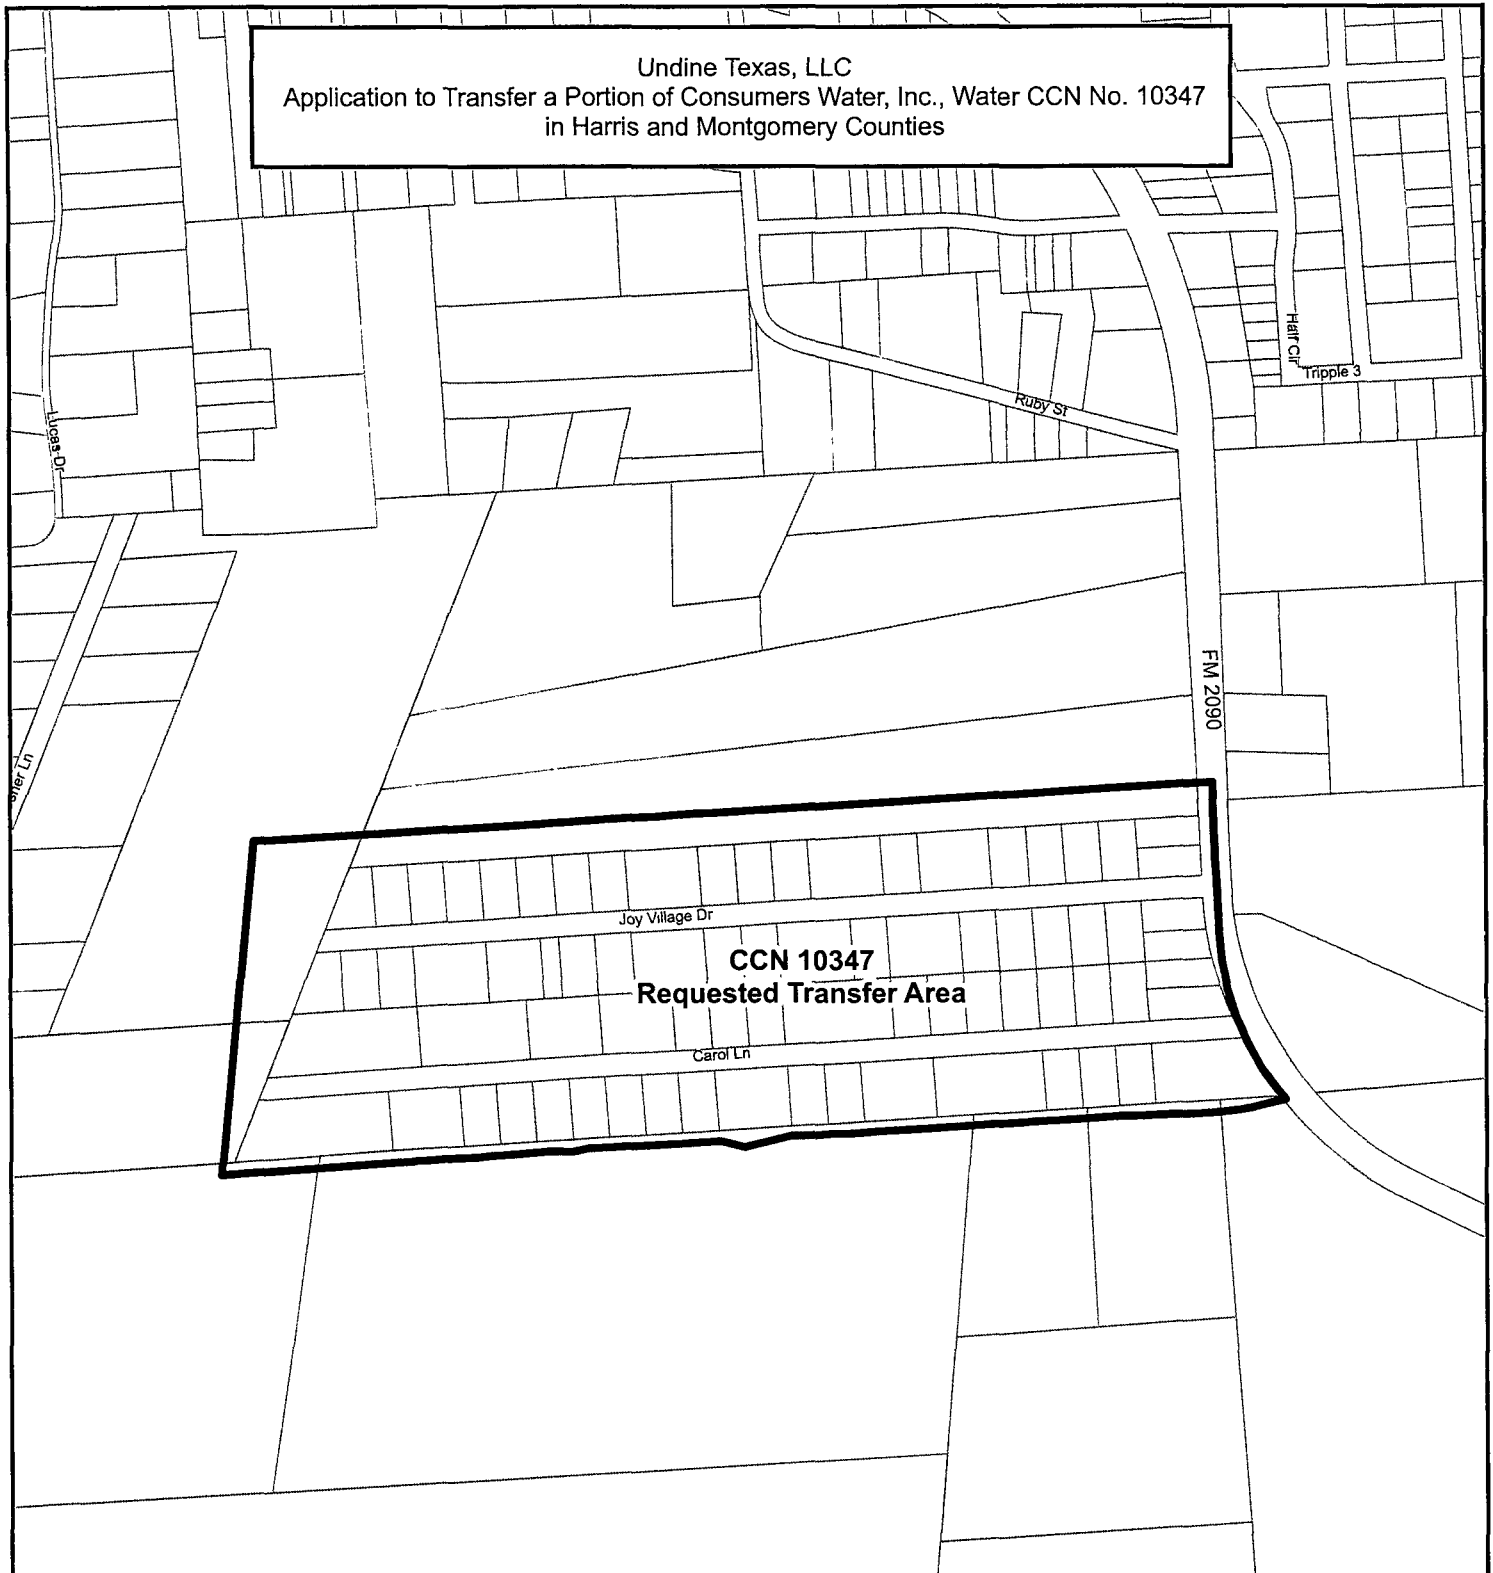 Undine Texas, LLC
Application to Transfer a Portion of Consumers Water, Inc., Water CCN No. 10347
in Harris and Montgomery Counties
Half Cir
Tripple 3
Ruby St
Lucas Dr
FM 2090
Ln
Joy Village Dr
CCN 10347
Requested Transfer Area
Carol Ln